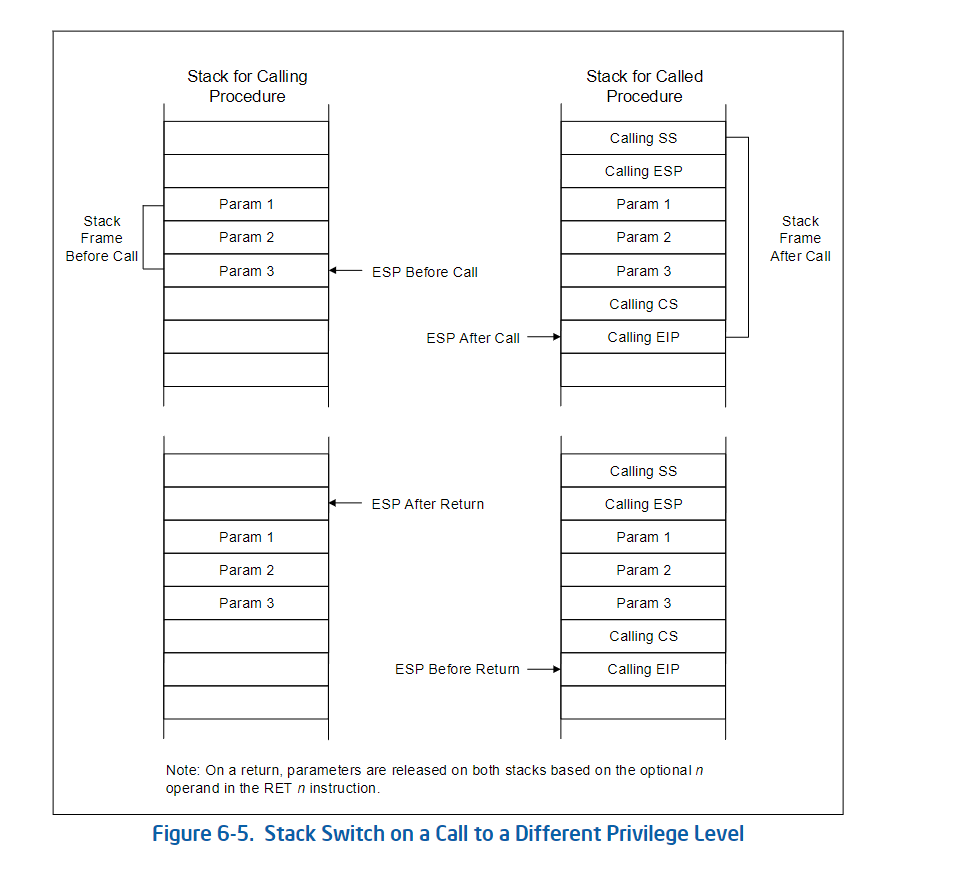 Stack for Calling
Procedure
Stack for Called
Procedure
Calling SS
Calling ESP
Stack
Frame
Before Call
Param 1
Param 2
Param 3
ESP Before Call
Param 1
Param 2
Param 3
Stack
Frame
After Call
Calling CS
ESP After Call
Calling EIP
Calling SS
ESP After Return
Calling ESP
Param 1
Param 2
Param 3
Param 1
Param 2
Param 3
Calling CS
ESP Before Return
Calling EIP
Note: On a return, parameters are released on both stacks based on the optional n
operand in the RET n instruction.
Figure 6-5. Stack Switch on a Call to a Different Privilege Level